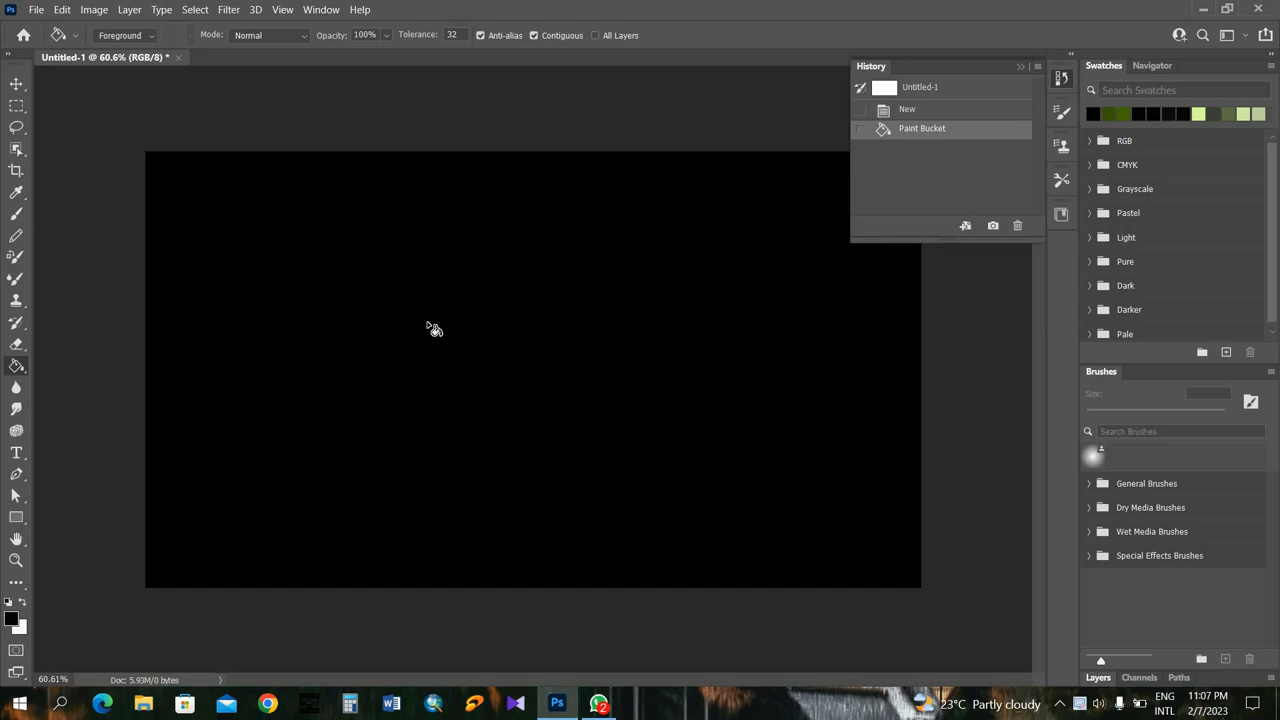 Ps File Edit Image Layer Type Select Filter 3D View Window Help
Foreground Mode: Normal Opacity: 100% Tolerance: 32 Anti-alias Contiguous All Layers
Untitled-1 @ 60.6% (RGB/8) *
History
Untitled-1
New
Paint Bucket
Swatches Navigator
Search Swatches
RGB
CMYK
Grayscale
Pastel
Light
Pure
Dark
Darker
Pale
Brushes
Size:
Search Brushes
General Brushes
Dry Media Brushes
Wet Media Brushes
Special Effects Brushes
Layers Channels Paths
60.61% Doc: 5.93M/0 bytes
Ps 2 23°C Partly cloudy ENG INTL 11:07 PM 2/7/2023